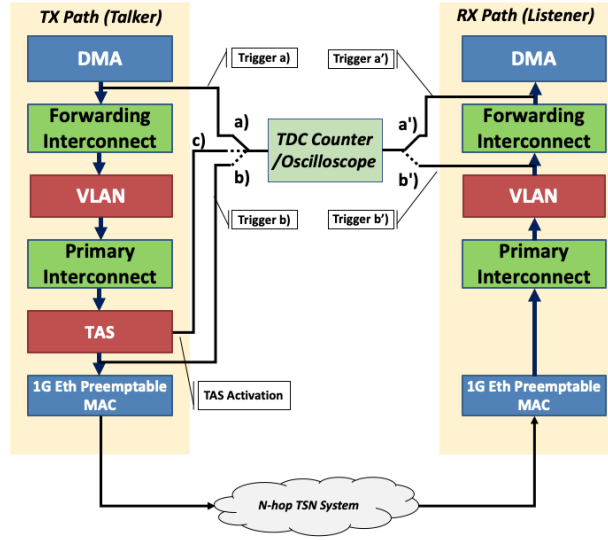 TX Path (Talker)
RX Path (Listener)
DMA
Trigger a)
Trigger a’)
DMA
Forwarding
Interconnect
a)
c)
b)
TDC Counter
/Oscilloscope
a')
b')
Forwarding
Interconnect
VLAN
Trigger b)
Trigger b’)
VLAN
Primary
Interconnect
Primary
Interconnect
TAS
1G Eth Preemptable
MAC
TAS Activation
1G Eth Preemptable
MAC
N-hop TSN System